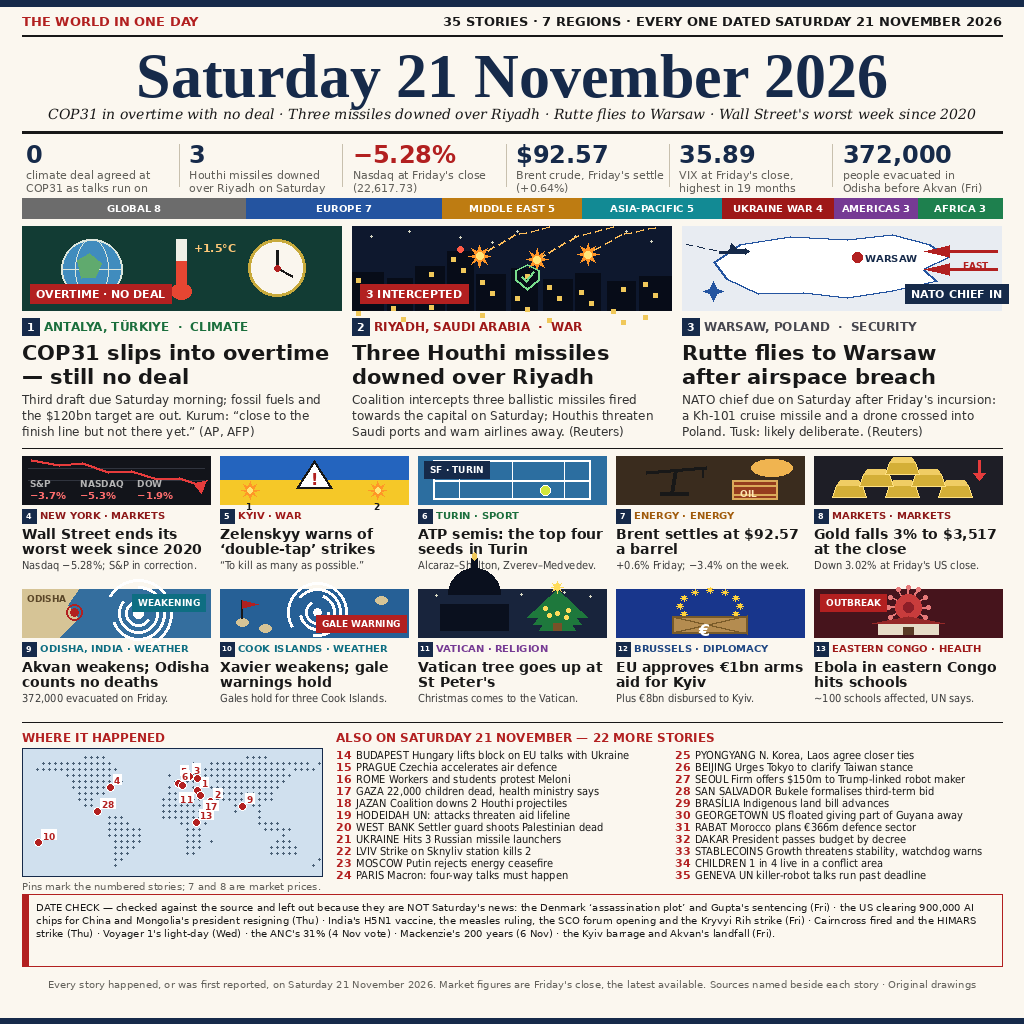 THE WORLD IN ONE DAY
35 STORIES · 7 REGIONS · EVERY ONE DATED SATURDAY 21 NOVEMBER 2026
Saturday 21 November 2026
COP31 in overtime with no deal · Three missiles downed over Riyadh · Rutte flies to Warsaw · Wall Street's worst week since 2020
0
climate deal agreed at
COP31 as talks run on
3
Houthi missiles downed
over Riyadh on Saturday
−5.28%
Nasdaq at Friday's close
(22,617.73)
$92.57
Brent crude, Friday's settle
(+0.64%)
35.89
VIX at Friday's close,
highest in 19 months
372,000
people evacuated in
Odisha before Akvan (Fri)
GLOBAL 8
EUROPE 7
MIDDLE EAST 5
ASIA-PACIFIC 5
UKRAINE WAR 4
AMERICAS 3
AFRICA 3
+1.5°C
OVERTIME · NO DEAL
1 ANTALYA, TÜRKIYE · CLIMATE
COP31 slips into overtime
— still no deal
Third draft due Saturday morning; fossil fuels and
the $120bn target are out. Kurum: “close to the
finish line but not there yet.” (AP, AFP)
3 INTERCEPTED
2 RIYADH, SAUDI ARABIA · WAR
Three Houthi missiles
downed over Riyadh
Coalition intercepts three ballistic missiles fired
towards the capital on Saturday; Houthis threaten
Saudi ports and warn airlines away. (Reuters)
WARSAW
EAST
NATO CHIEF IN
3 WARSAW, POLAND · SECURITY
Rutte flies to Warsaw
after airspace breach
NATO chief due on Saturday after Friday's incursion:
a Kh-101 cruise missile and a drone crossed into
Poland. Tusk: likely deliberate. (Reuters)
S&P NASDAQ DOW
−3.7% −5.3% −1.9%
4 NEW YORK · MARKETS
Wall Street ends its
worst week since 2020
Nasdaq −5.28%; S&P in correction.
!
1 2
5 KYIV · WAR
Zelenskyy warns of
‘double-tap’ strikes
“To kill as many as possible.”
SF · TURIN
6 TURIN · SPORT
ATP semis: the top four
seeds in Turin
Alcaraz–Shelton, Zverev–Medvedev.
OIL
7 ENERGY · ENERGY
Brent settles at $92.57
a barrel
+0.6% Friday; −3.4% on the week.
8 MARKETS · MARKETS
Gold falls 3% to $3,517
at the close
Down 3.02% at Friday's US close.
ODISHA
WEAKENING
9 ODISHA, INDIA · WEATHER
Akvan weakens; Odisha
counts no deaths
372,000 evacuated on Friday.
GALE WARNING
10 COOK ISLANDS · WEATHER
Xavier weakens; gale
warnings hold
Gales hold for three Cook Islands.
11 VATICAN · RELIGION
Vatican tree goes up at
St Peter's
Christmas comes to the Vatican.
€
12 BRUSSELS · DIPLOMACY
EU approves €1bn arms
aid for Kyiv
Plus €8bn disbursed to Kyiv.
OUTBREAK
13 EASTERN CONGO · HEALTH
Ebola in eastern Congo
hits schools
~100 schools affected, UN says.
WHERE IT HAPPENED
4
28
10
6
3
1
11
2
17
13
9
Pins mark the numbered stories; 7 and 8 are market prices.
ALSO ON SATURDAY 21 NOVEMBER — 22 MORE STORIES
14 BUDAPEST Hungary lifts block on EU talks with Ukraine
15 PRAGUE Czechia accelerates air defence
16 ROME Workers and students protest Meloni
17 GAZA 22,000 children dead, health ministry says
18 JAZAN Coalition downs 2 Houthi projectiles
19 HODEIDAH UN: attacks threaten aid lifeline
20 WEST BANK Settler guard shoots Palestinian dead
21 UKRAINE Hits 3 Russian missile launchers
22 LVIV Strike on Sknyliv station kills 2
23 MOSCOW Putin rejects energy ceasefire
24 PARIS Macron: four-way talks must happen
25 PYONGYANG N. Korea, Laos agree closer ties
26 BEIJING Urges Tokyo to clarify Taiwan stance
27 SEOUL Firm offers $150m to Trump-linked robot maker
28 SAN SALVADOR Bukele formalises third-term bid
29 BRASÍLIA Indigenous land bill advances
30 GEORGETOWN US floated giving part of Guyana away
31 RABAT Morocco plans €366m defence sector
32 DAKAR President passes budget by decree
33 STABLECOINS Growth threatens stability, watchdog warns
34 CHILDREN 1 in 4 live in a conflict area
35 GENEVA UN killer-robot talks run past deadline
DATE CHECK — checked against the source and left out because they are NOT Saturday's news: the Denmark ‘assassination plot’ and Gupta's sentencing (Fri) · the US clearing 900,000 AI
chips for China and Mongolia's president resigning (Thu) · India's H5N1 vaccine, the measles ruling, the SCO forum opening and the Kryvyi Rih strike (Fri) · Cairncross fired and the HIMARS
strike (Thu) · Voyager 1's light-day (Wed) · the ANC's 31% (4 Nov vote) · Mackenzie's 200 years (6 Nov) · the Kyiv barrage and Akvan's landfall (Fri).
Every story happened, or was first reported, on Saturday 21 November 2026. Market figures are Friday's close, the latest available. Sources named beside each story · Original drawings